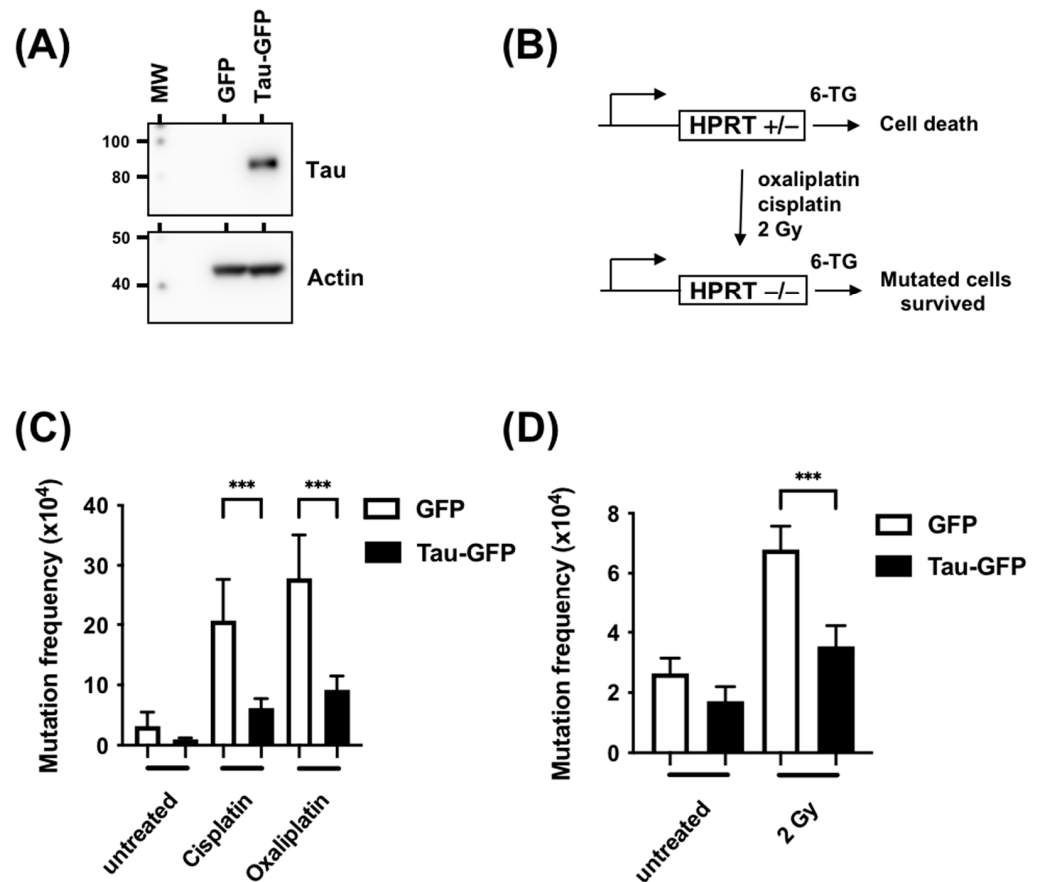 (A)
MW
GFP
Tau-GFP
100
80
Tau
50
40
Actin
(B)
6-TG
HPRT +/–
Cell death
oxaliplatin
cisplatin
2 Gy
6-TG
HPRT –/–
Mutated cells
survived
(C)
Mutation frequency (x10⁴)
40
30
20
10
0
***
***
GFP
Tau-GFP
untreated
Cisplatin
Oxaliplatin
(D)
Mutation frequency (x10⁴)
8
6
4
2
0
***
GFP
Tau-GFP
untreated
2 Gy